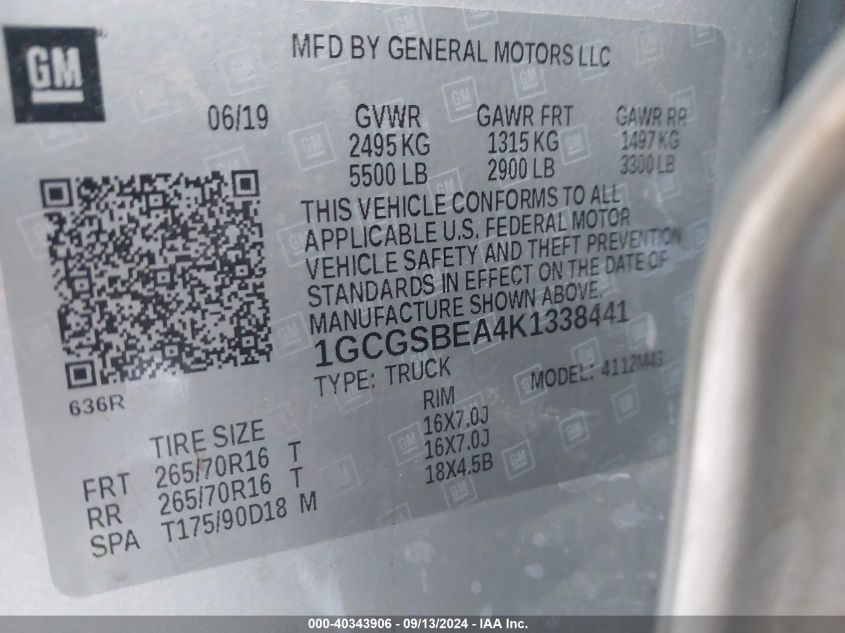 GM
MFD BY GENERAL MOTORS LLC
06/19 GVWR GAWR FRT GAWR RR
2495 KG 1315 KG 1497 KG
5500 LB 2900 LB 3300 LB
THIS VEHICLE CONFORMS TO ALL
APPLICABLE U.S. FEDERAL MOTOR
VEHICLE SAFETY AND THEFT PREVENTION
STANDARDS IN EFFECT ON THE DATE OF
MANUFACTURE SHOWN ABOVE.
1GCGSBEA4K1338441
TYPE: TRUCK MODEL: 4112M43
636R
TIRE SIZE RIM
FRT 265/70R16 T 16X7.0J
RR 265/70R16 T 16X7.0J
SPA T175/90D18 M 18X4.5B
000-40343906 - 09/13/2024 - IAA Inc.